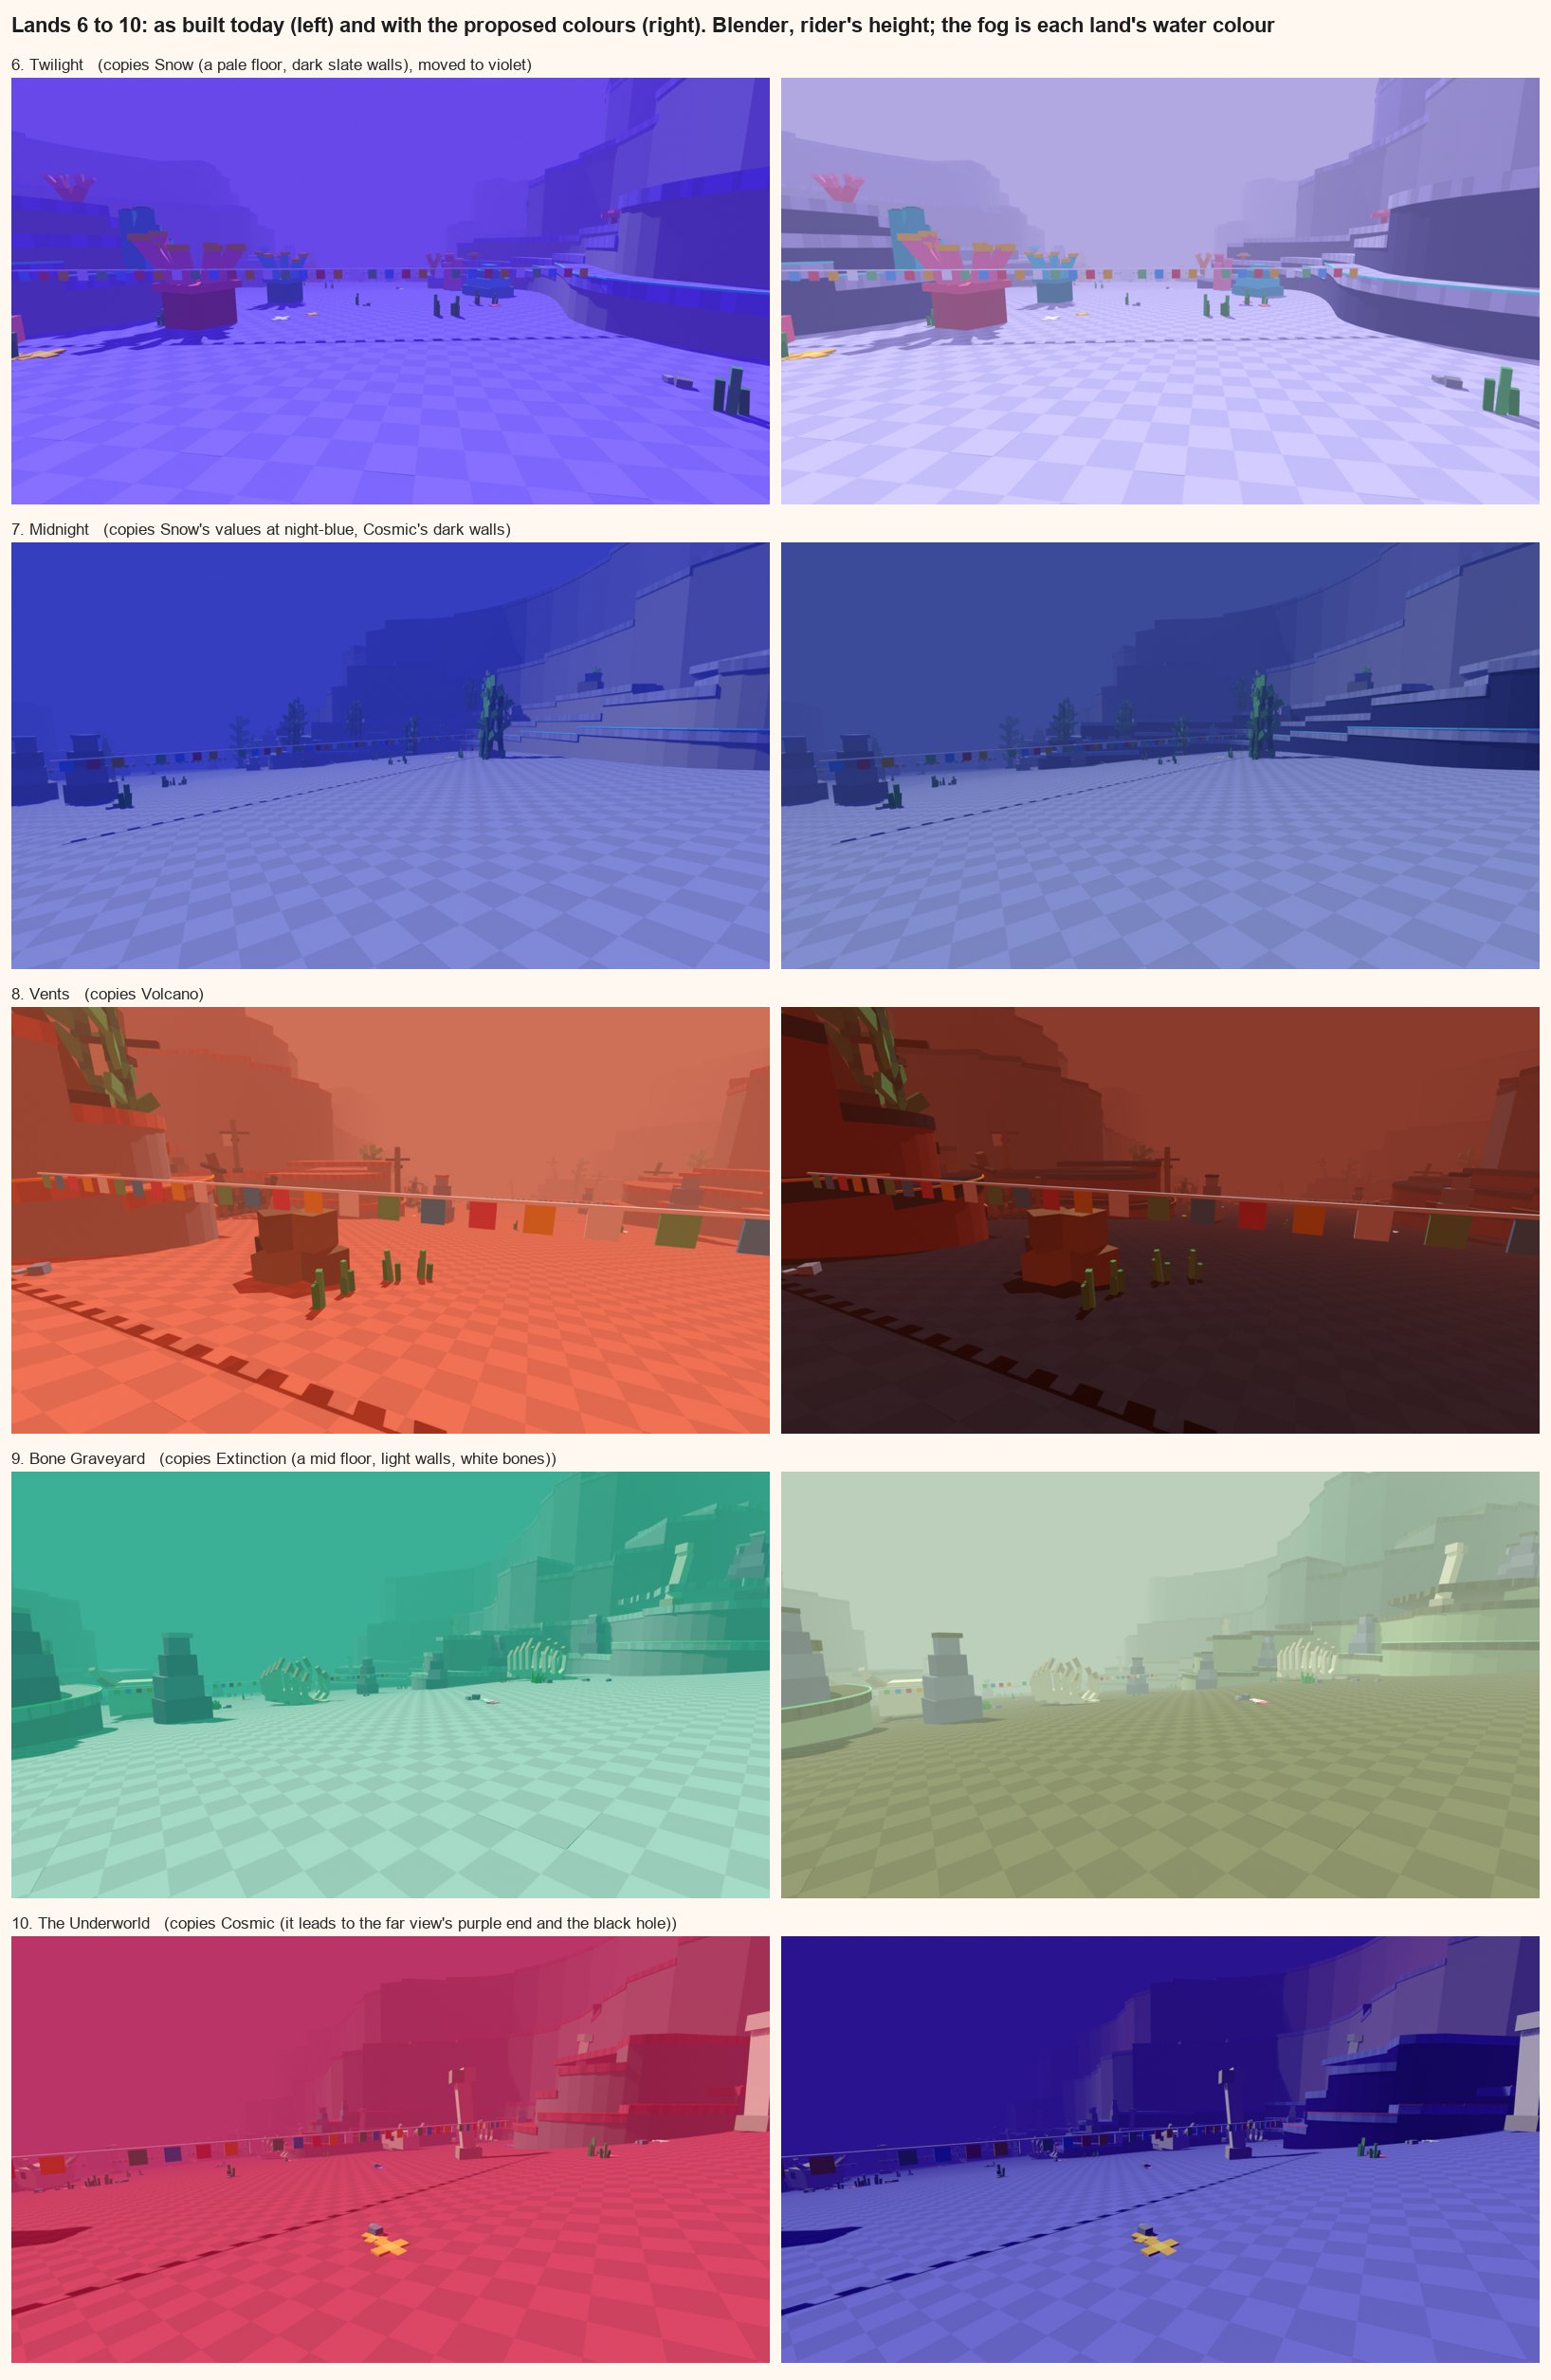 Lands 6 to 10: as built today (left) and with the proposed colours (right). Blender, rider's height; the fog is each land's water colour
6. Twilight (copies Snow (a pale floor, dark slate walls), moved to violet)
7. Midnight (copies Snow's values at night-blue, Cosmic's dark walls)
8. Vents (copies Volcano)
9. Bone Graveyard (copies Extinction (a mid floor, light walls, white bones))
10. The Underworld (copies Cosmic (it leads to the far view's purple end and the black hole))